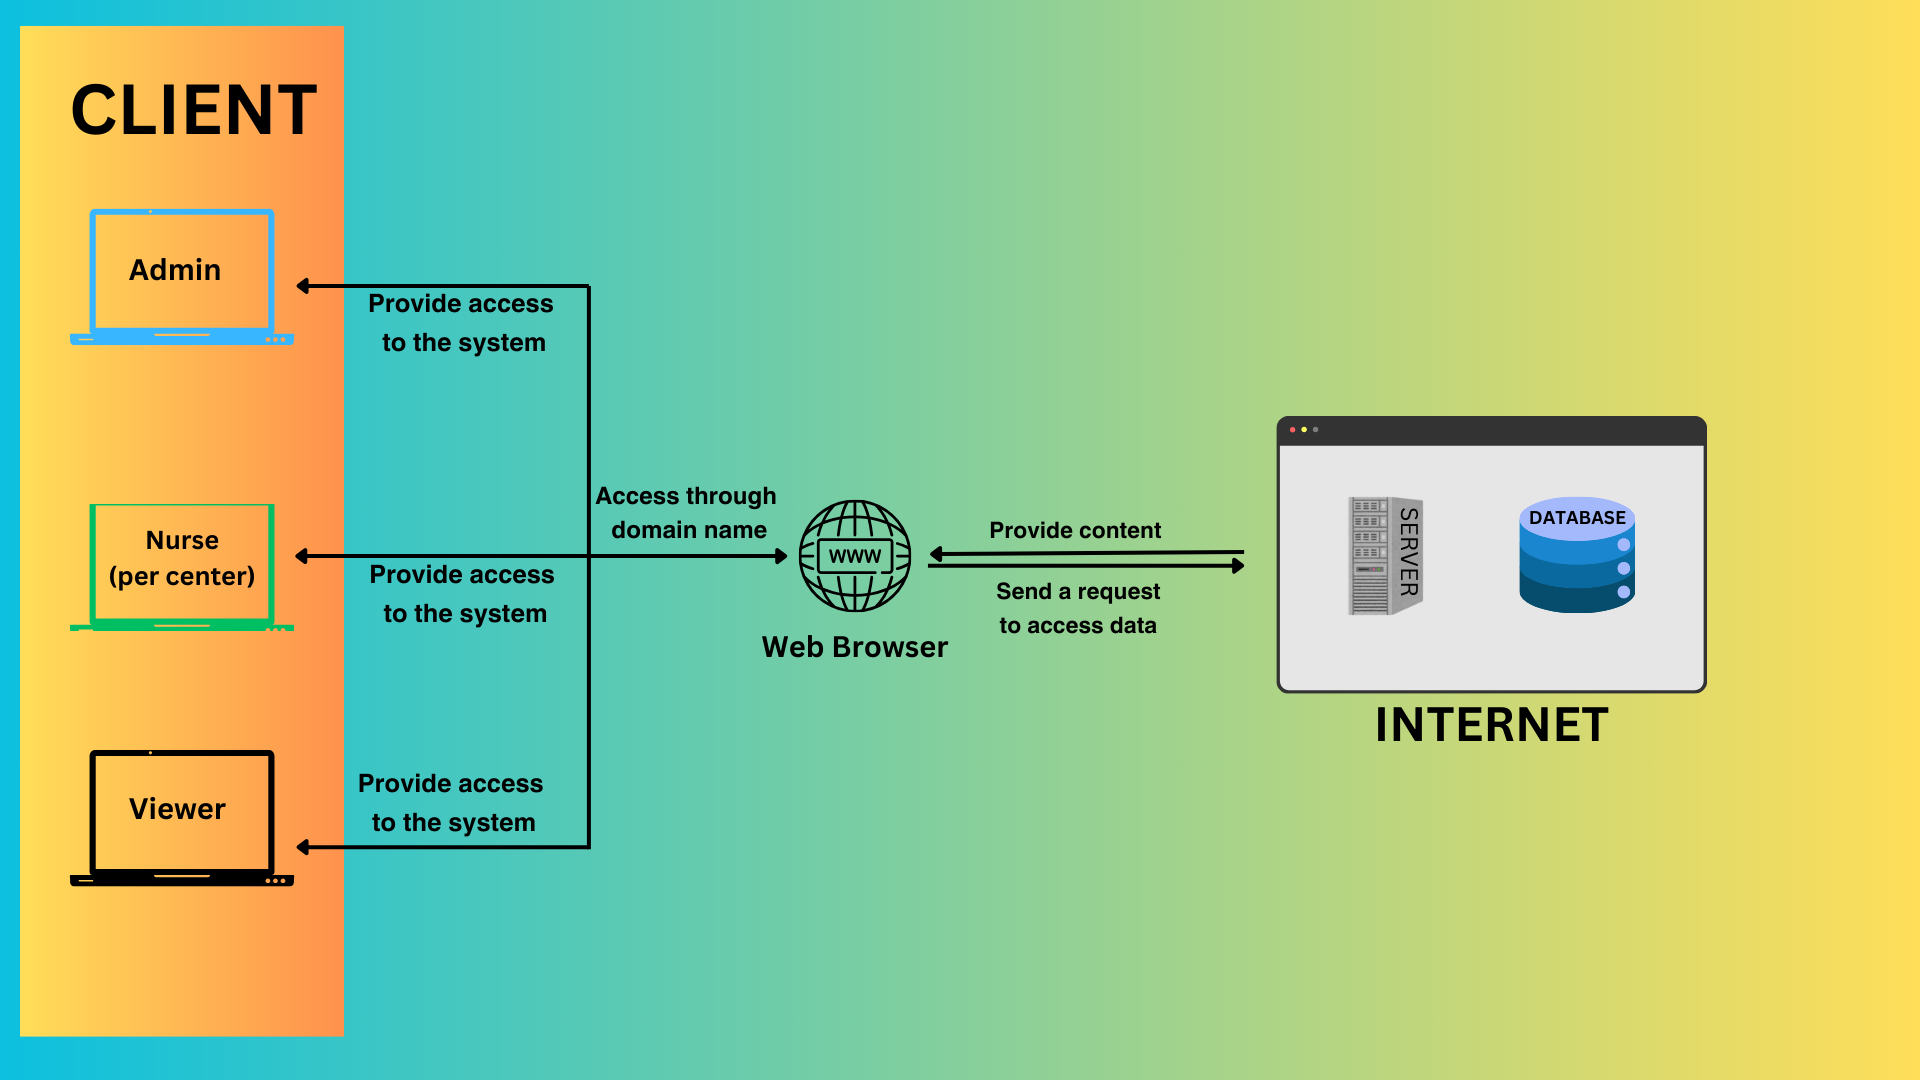 CLIENT
Admin
Provide access
to the system
Nurse
(per center)
Provide access
to the system
Viewer
Provide access
to the system
Access through
domain name
WWW
Web Browser
Provide content
Send a request
to access data
SERVER
DATABASE
INTERNET